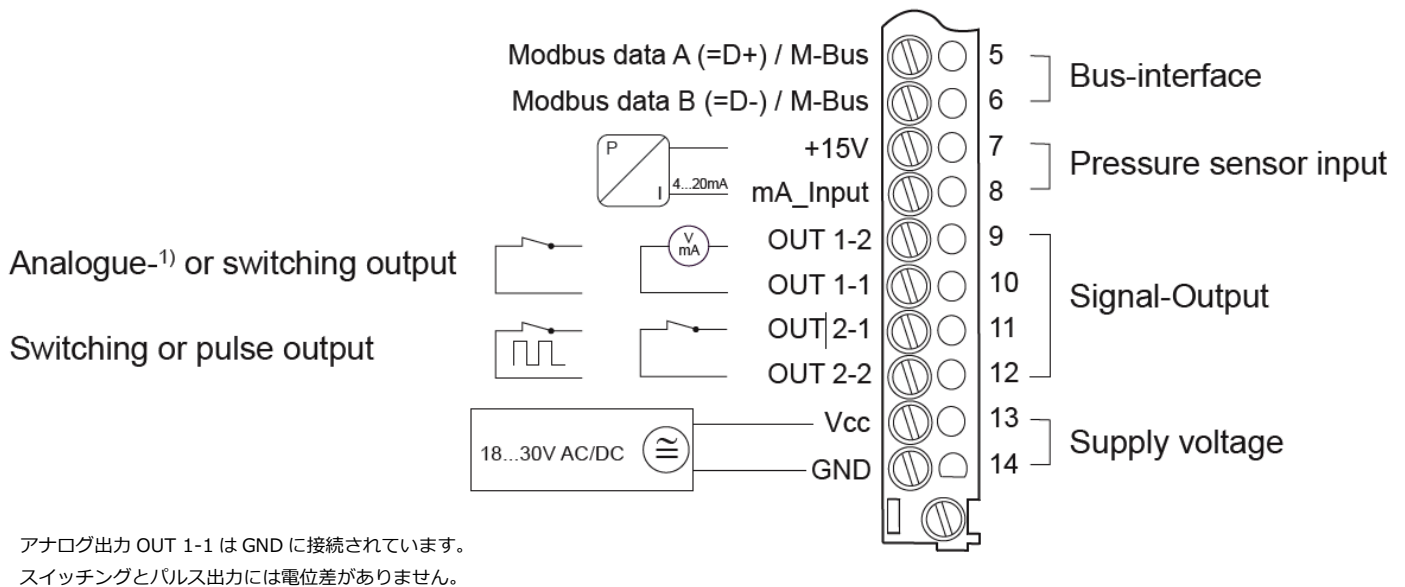 Modbus data A (=D+) / M-Bus 5
Bus-interface
Modbus data B (=D-) / M-Bus 6
P
I
4...20mA
+15V 7
Pressure sensor input
mA_Input 8
Analogue-1) or switching output
V
mA
OUT 1-2 9
OUT 1-1 10
Signal-Output
Switching or pulse output
OUT 2-1 11
OUT 2-2 12
18...30V AC/DC
≅
Vcc 13
Supply voltage
GND 14
アナログ出力 OUT 1-1 は GND に接続されています。
スイッチングとパルス出力には電位差がありません。